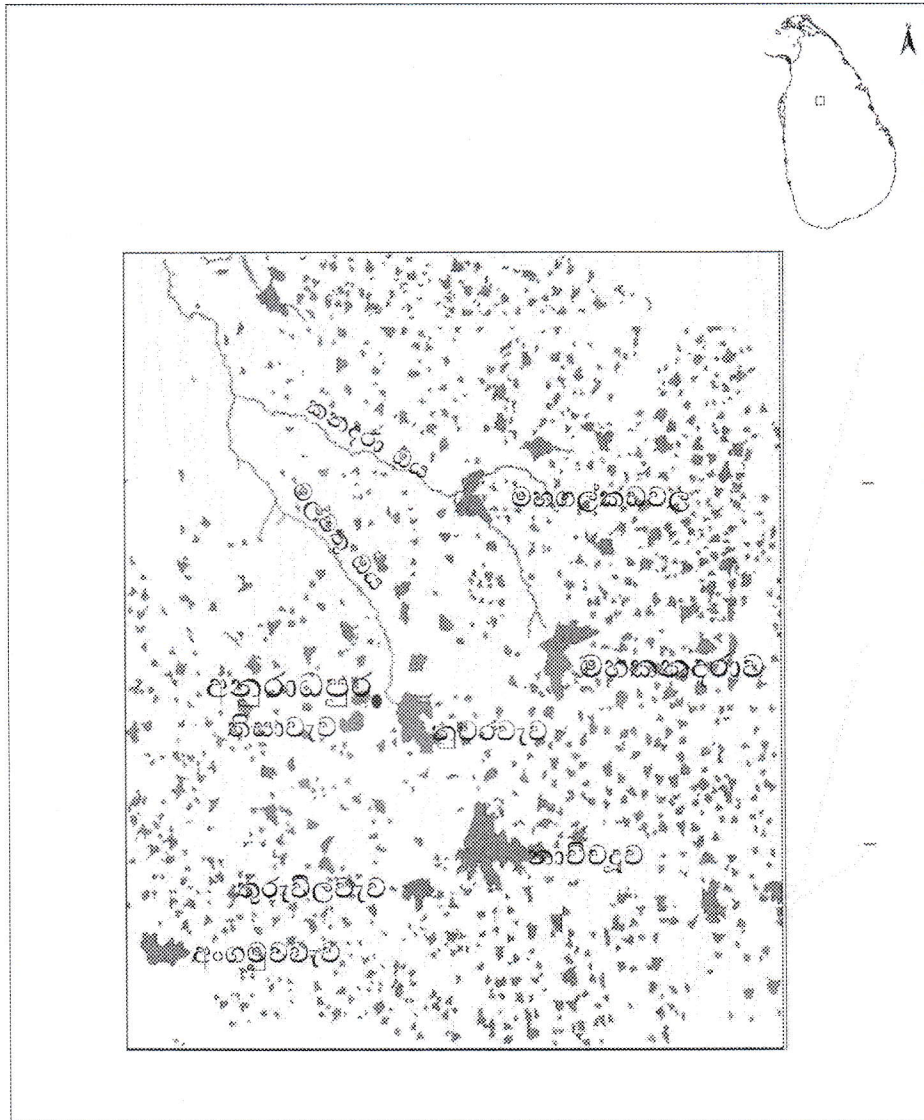 කනදරා ඔය
මල්වතු ඔය
මහගල්කඩවල
මහකනදරාව
අනුරාධපුර
තිසාවැව
නුවරවැව
නාච්චදූව
තුරුවිලවැව
අංගමුවවැව